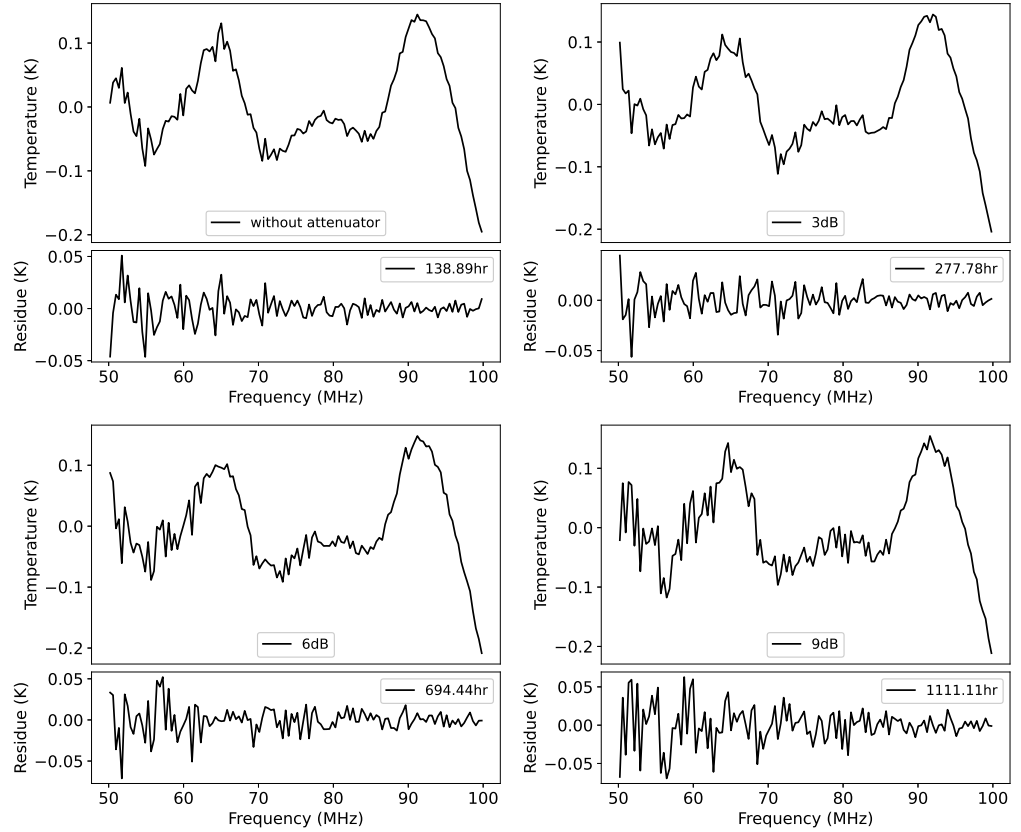 0.1
0.0
−0.1
−0.2
Temperature (K)
without attenuator
0.05
0.00
−0.05
Residue (K)
138.89hr
50 60 70 80 90 100
Frequency (MHz)
0.1
0.0
−0.1
−0.2
Temperature (K)
3dB
0.00
−0.05
Residue (K)
277.78hr
50 60 70 80 90 100
Frequency (MHz)
0.1
0.0
−0.1
−0.2
Temperature (K)
6dB
0.05
0.00
−0.05
Residue (K)
694.44hr
50 60 70 80 90 100
Frequency (MHz)
0.1
0.0
−0.1
−0.2
Temperature (K)
9dB
0.05
0.00
−0.05
Residue (K)
1111.11hr
50 60 70 80 90 100
Frequency (MHz)